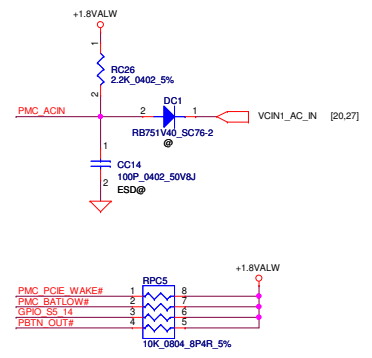 +1.8VALW
1
RC26
2.2K_0402_5%
2
DC1
PMC_ACIN
2
1
VCIN1_AC_IN [20,27]
RB751V40_SC76-2
@
1
CC14
100P_0402_50V8J
2
ESD@
+1.8VALW
RPC5
PMC_PCIE_WAKE# 1 8
PMC_BATLOW# 2 7
GPIO_S5_14 3 6
PBTN_OUT# 4 5
10K_0804_8P4R_5%